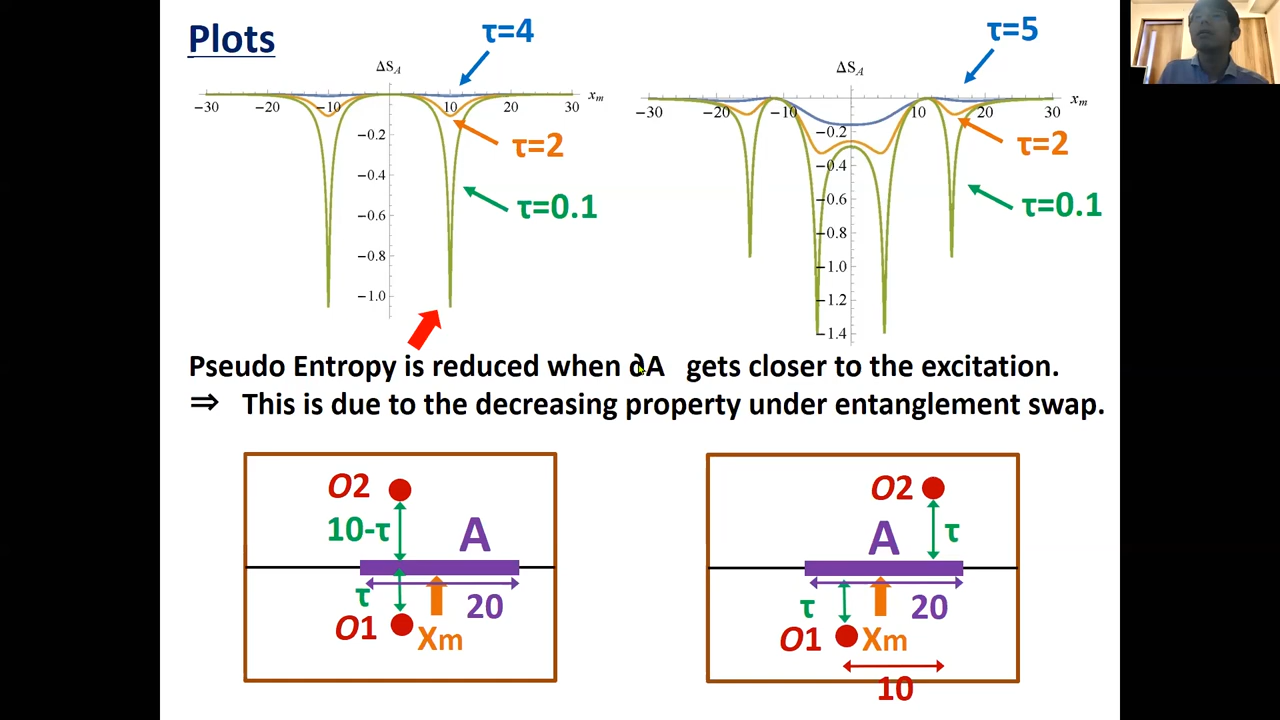 Plots
τ=4
τ=5
ΔS_A
ΔS_A
−30 −20 −10 10 20 30 x_m
−30 −20 −10 10 20 30 x_m
−0.2
−0.4
−0.6
−0.8
−1.0
−0.2
−0.4
−0.6
−0.8
−1.0
−1.2
−1.4
τ=2
τ=0.1
τ=2
τ=0.1
Pseudo Entropy is reduced when ∂A gets closer to the excitation.
⇒ This is due to the decreasing property under entanglement swap.
O2
10-τ
A
τ
20
O1
Xm
O2
A
τ
τ
20
O1
Xm
10